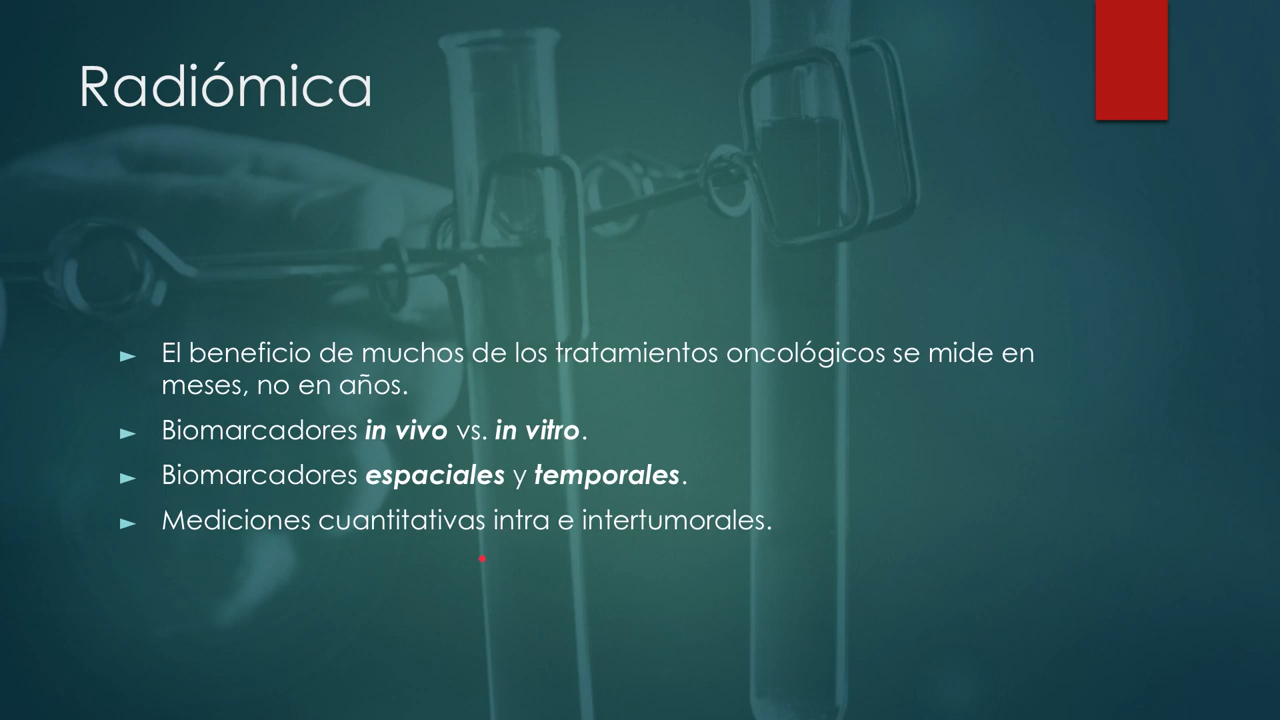 Radiómica
► El beneficio de muchos de los tratamientos oncológicos se mide en
meses, no en años.
► Biomarcadores in vivo vs. in vitro.
► Biomarcadores espaciales y temporales.
► Mediciones cuantitativas intra e intertumorales.